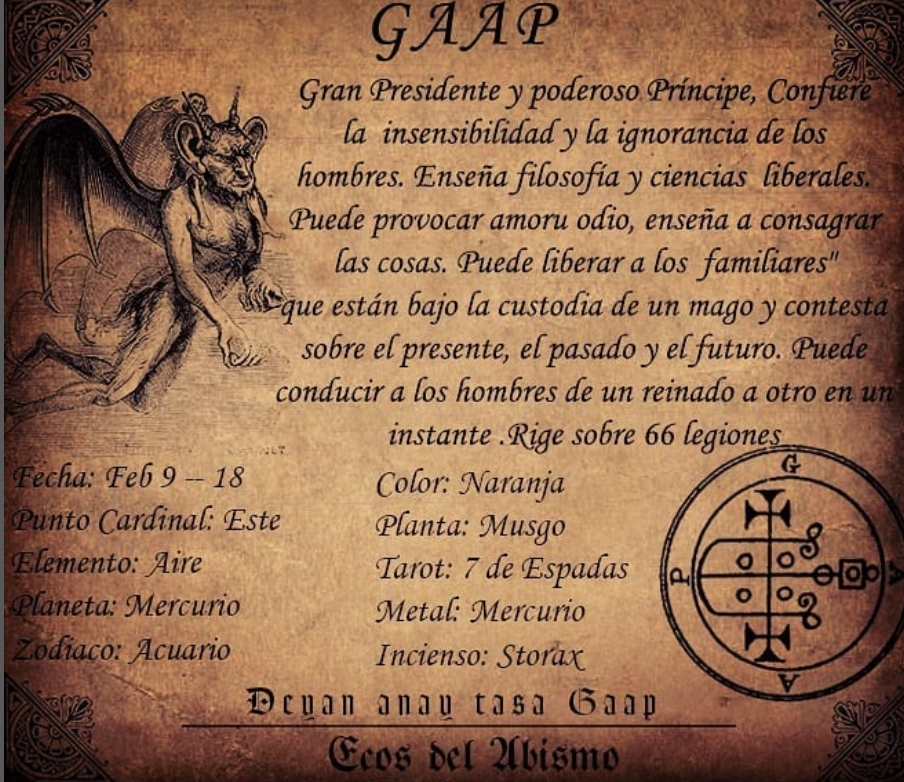 GAAP
Gran Presidente y poderoso Príncipe, Confiere
la insensibilidad y la ignorancia de los
hombres. Enseña filosofía y ciencias liberales.
Puede provocar amoru odio, enseña a consagrar
las cosas. Puede liberar a los familiares"
que están bajo la custodia de un mago y contesta
sobre el presente, el pasado y el futuro. Puede
conducir a los hombres de un reinado a otro en un
instante .Rige sobre 66 legiones
Fecha: Feb 9 – 18
Punto Cardinal: Este
Elemento: Aire
Planeta: Mercurio
Zodiaco: Acuario
Color: Naranja
Planta: Musgo
Tarot: 7 de Espadas
Metal: Mercurio
Incienso: Storax
G
A
A
P
Deyan anay tasa Gaap
Ecos del Abismo